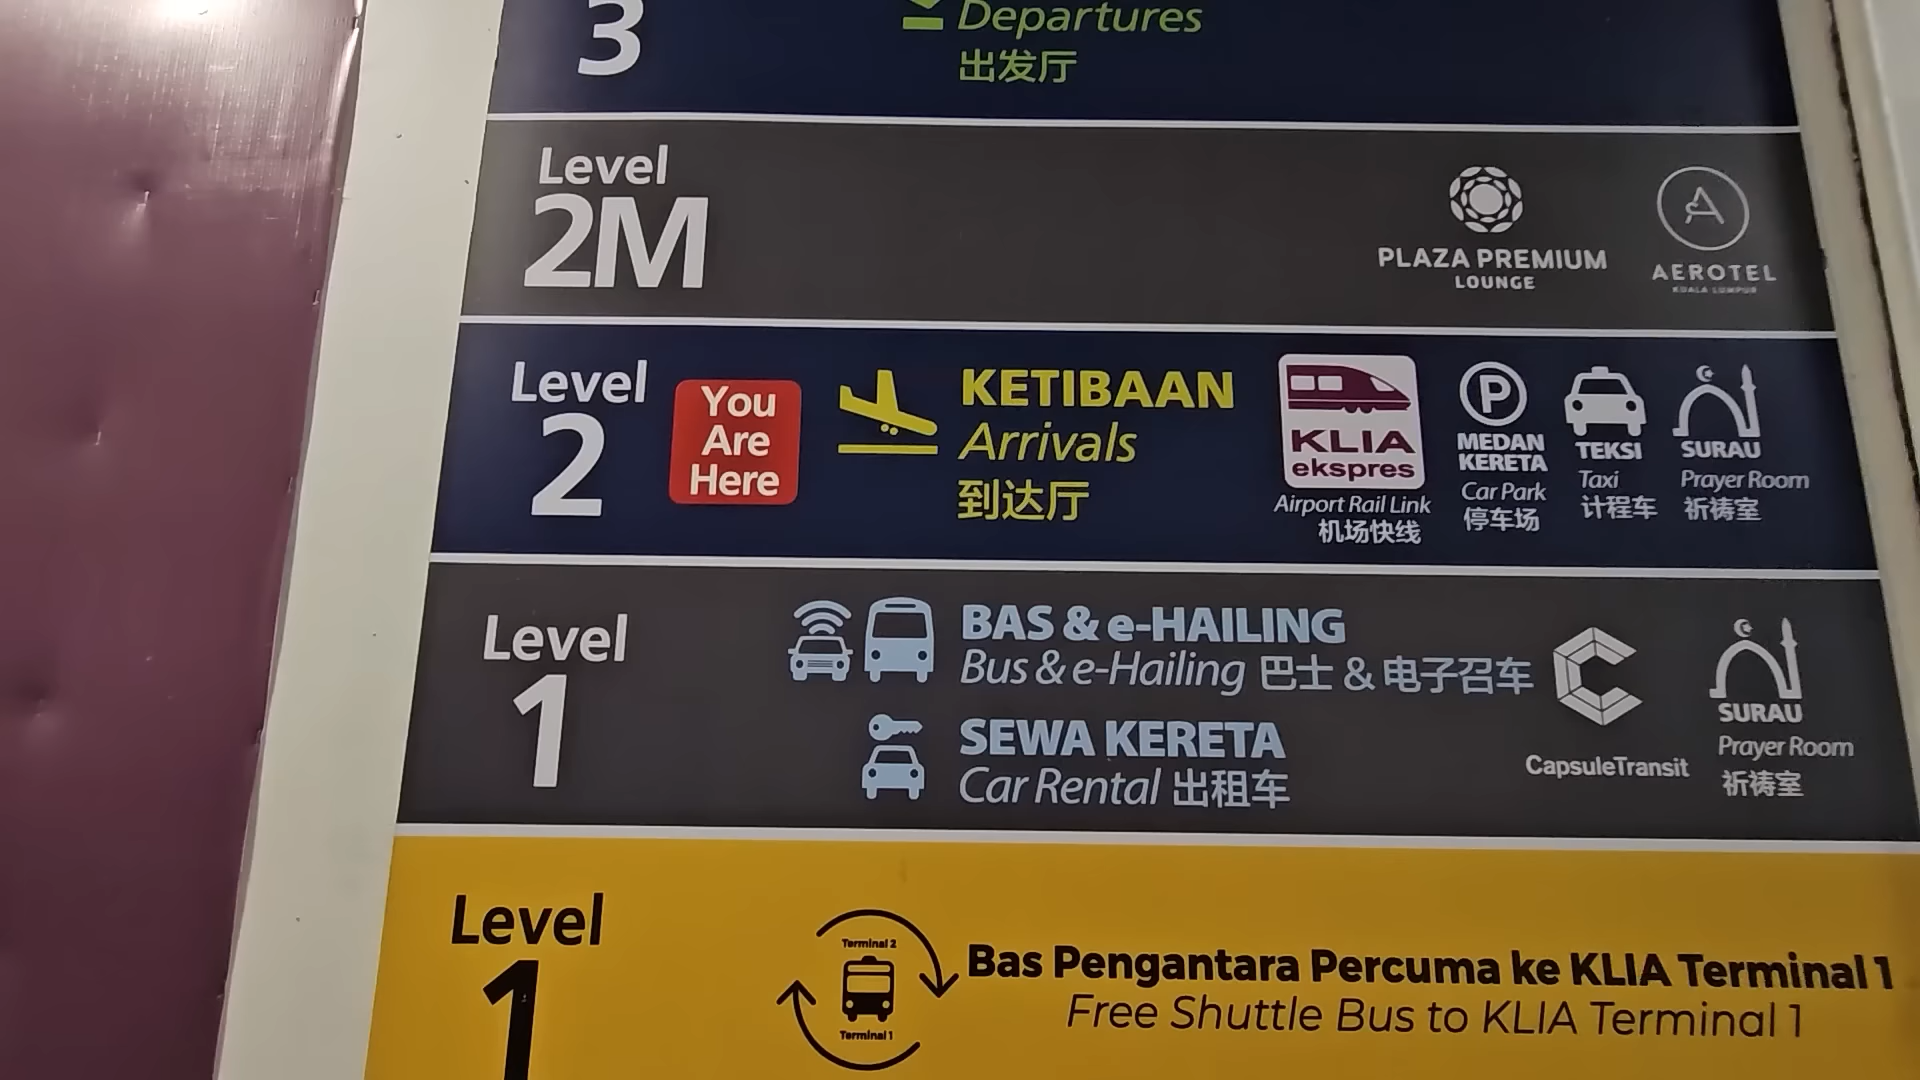 3
Departures
出发厅
Level
2M
PLAZA PREMIUM
LOUNGE
AEROTEL
KUALA LUMPUR
Level
2
You
Are
Here
KETIBAAN
Arrivals
到达厅
KLIA
ekspres
Airport Rail Link
机场快线
P
MEDAN
KERETA
Car Park
停车场
TEKSI
Taxi
计程车
SURAU
Prayer Room
祈祷室
Level
1
BAS & e-HAILING
Bus & e-Hailing 巴士 & 电子召车
SEWA KERETA
Car Rental 出租车
CapsuleTransit
SURAU
Prayer Room
祈祷室
Level
1
Terminal 2
Terminal 1
Bas Pengantara Percuma ke KLIA Terminal 1
Free Shuttle Bus to KLIA Terminal 1